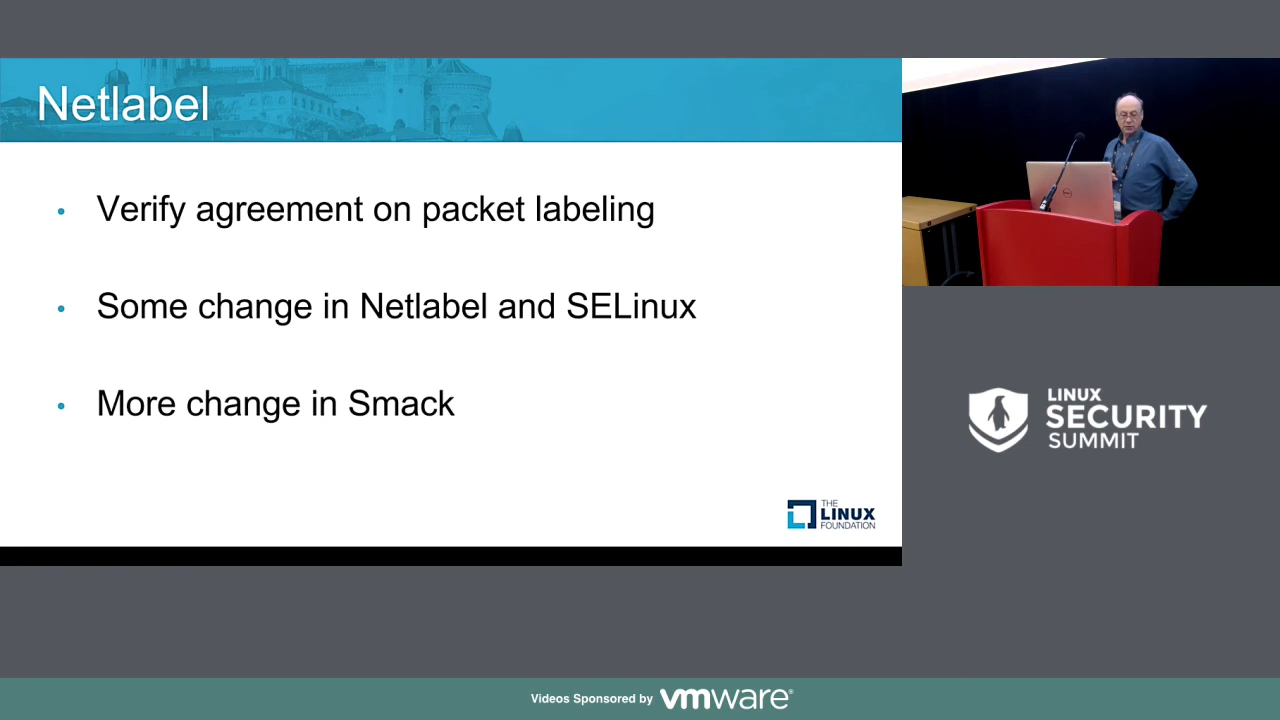 Netlabel
• Verify agreement on packet labeling
• Some change in Netlabel and SELinux
• More change in Smack
THE
LINUX
FOUNDATION
LINUX
SECURITY
SUMMIT
Videos Sponsored by vmware®